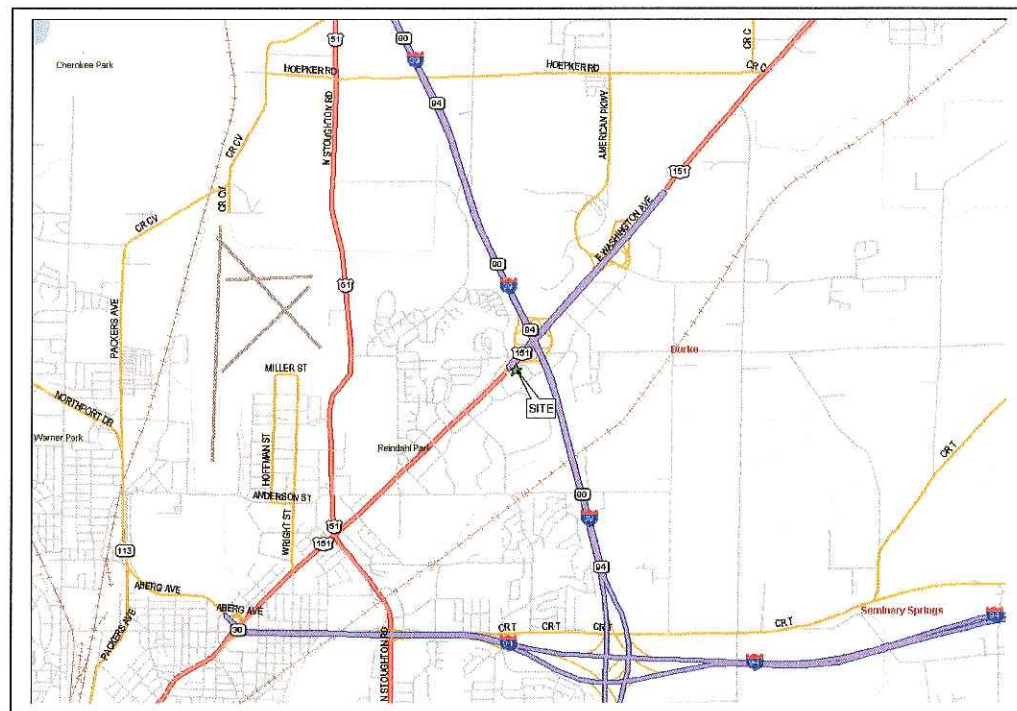 51
90
39
CR C
Cherokee Park
HOEPKER RD
HOEPKER RD
CR C
94
N STOUGHTON RD
AMERICAN PKWY
CR CV
151
CR CV
CR CV
E WASHINGTON AVE
90
51
39
94
PACKERS AVE
151
Burke
MILLER ST
SITE
NORTHPORT DR
Warner Park
HOFFMAN ST
Reindahl Park
CR T
ANDERSON ST
90
WRIGHT ST
51
151
113
94
ABERG AVE
ABERG AVE
Seminary Springs
PACKERS AVE
30
N STOUGHTON RD
CR T
CR T
CR T
CR T
94
94
94